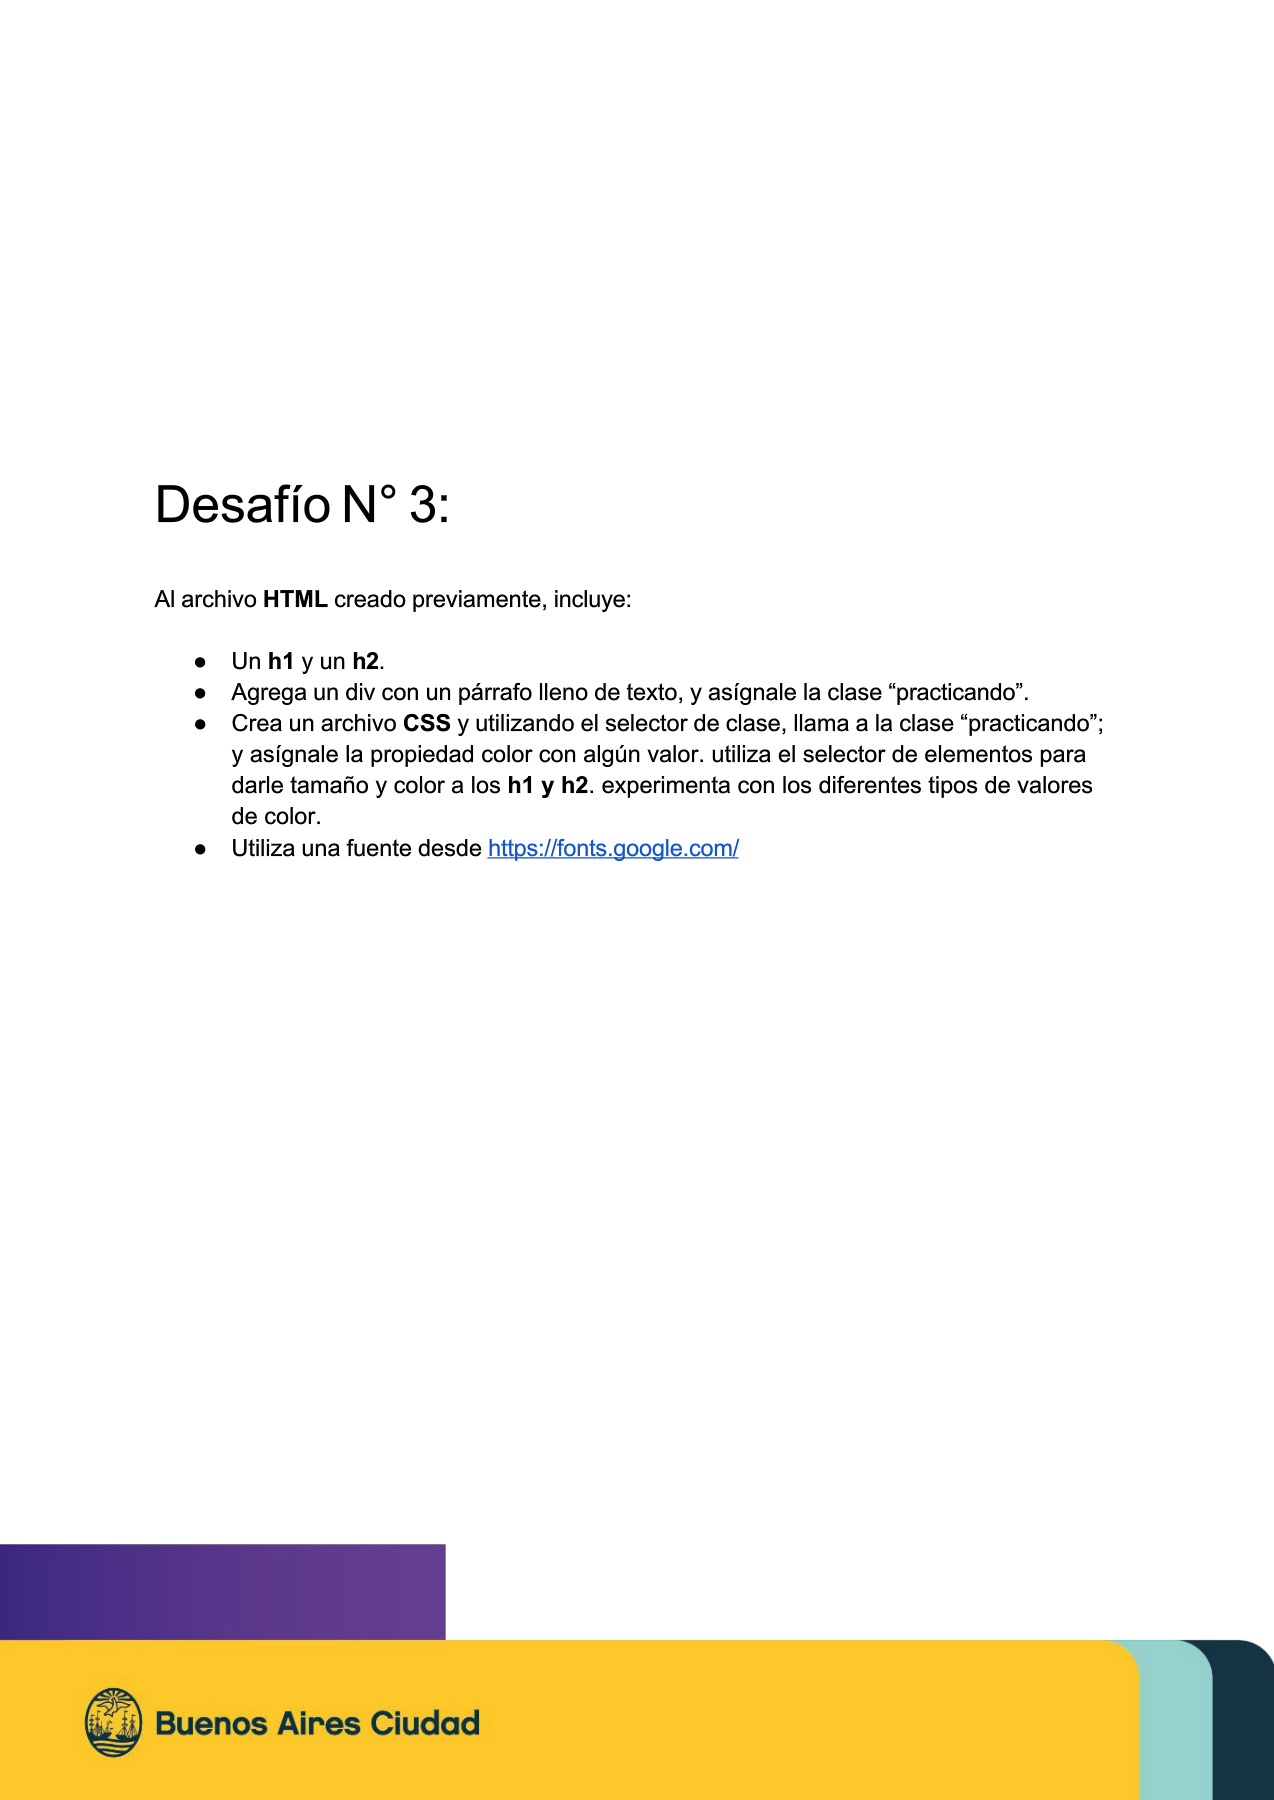 Desafío N° 3:
Al archivo HTML creado previamente, incluye:
● Un h1 y un h2.
● Agrega un div con un párrafo lleno de texto, y asígnale la clase “practicando”.
● Crea un archivo CSS y utilizando el selector de clase, llama a la clase “practicando”;
y asígnale la propiedad color con algún valor. utiliza el selector de elementos para
darle tamaño y color a los h1 y h2. experimenta con los diferentes tipos de valores
de color.
● Utiliza una fuente desde https://fonts.google.com/
Buenos Aires Ciudad